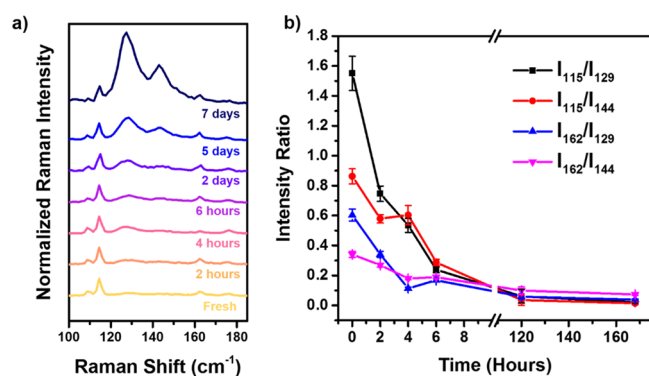 a)
Normalized Raman Intensity
7 days
5 days
2 days
6 hours
4 hours
2 hours
Fresh
100 120 140 160 180
Raman Shift (cm⁻¹)
b)
Intensity Ratio
1.8
1.6
1.4
1.2
1.0
0.8
0.6
0.4
0.2
0.0
I₁₁₅/I₁₂₉
I₁₁₅/I₁₄₄
I₁₆₂/I₁₂₉
I₁₆₂/I₁₄₄
0 2 4 6 8 120 140 160
Time (Hours)